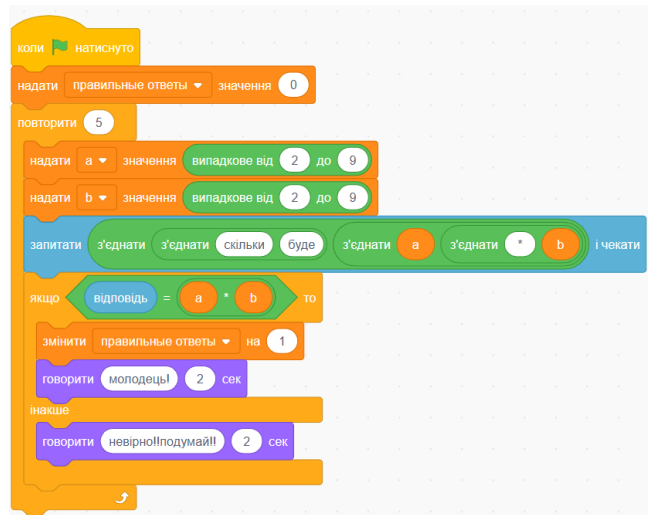 коли натиснуто
надати правильные ответы значення 0
повторити 5
надати a значення випадкове від 2 до 9
надати b значення випадкове від 2 до 9
запитати з'єднати з'єднати скільки буде з'єднати a з'єднати * b і чекати
якщо відповідь = a * b то
змінити правильные ответы на 1
говорити молодець! 2 сек
інакше
говорити невірно!!подумай!! 2 сек